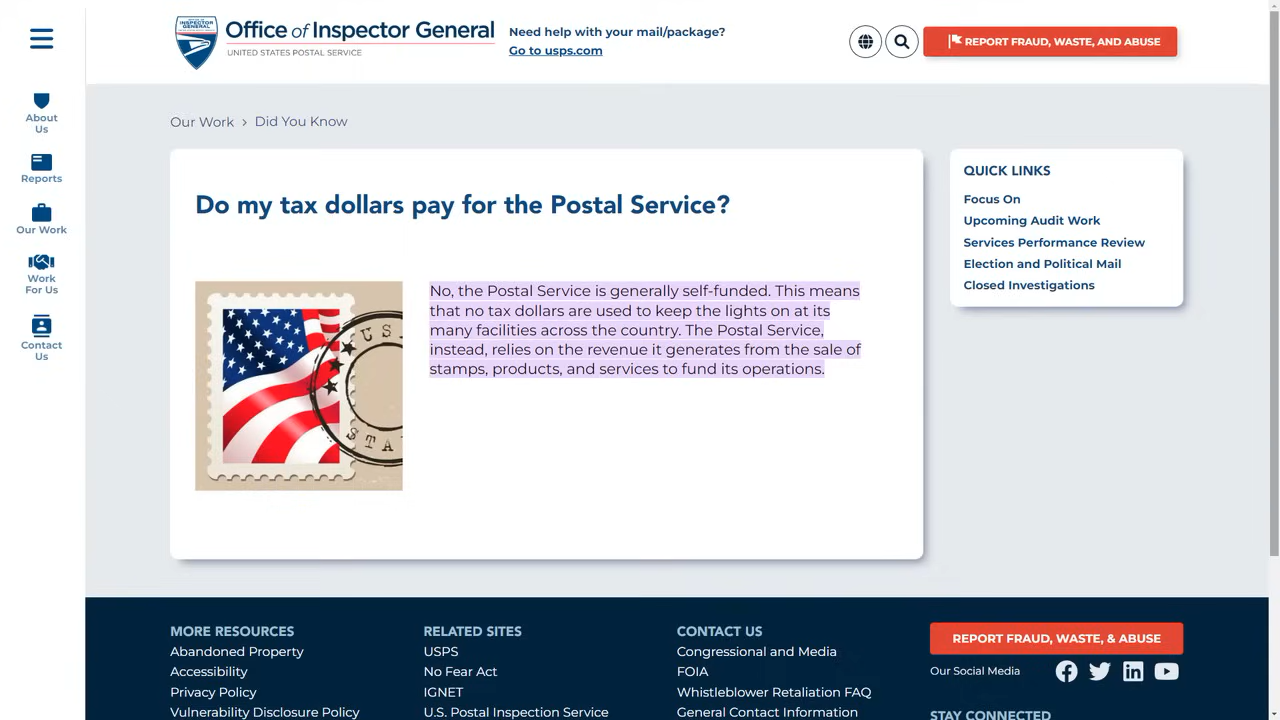 OFFICE OF
INSPECTOR
GENERAL
Office of Inspector General
UNITED STATES POSTAL SERVICE
Need help with your mail/package?
Go to usps.com
REPORT FRAUD, WASTE, AND ABUSE
About
Us
Reports
Our Work
Work
For Us
Contact
Us
Our Work > Did You Know
Do my tax dollars pay for the Postal Service?
No, the Postal Service is generally self-funded. This means
that no tax dollars are used to keep the lights on at its
many facilities across the country. The Postal Service,
instead, relies on the revenue it generates from the sale of
stamps, products, and services to fund its operations.
U S
STA
QUICK LINKS
Focus On
Upcoming Audit Work
Services Performance Review
Election and Political Mail
Closed Investigations
MORE RESOURCES
Abandoned Property
Accessibility
Privacy Policy
Vulnerability Disclosure Policy
RELATED SITES
USPS
No Fear Act
IGNET
U.S. Postal Inspection Service
CONTACT US
Congressional and Media
FOIA
Whistleblower Retaliation FAQ
General Contact Information
REPORT FRAUD, WASTE, & ABUSE
Our Social Media
STAY CONNECTED